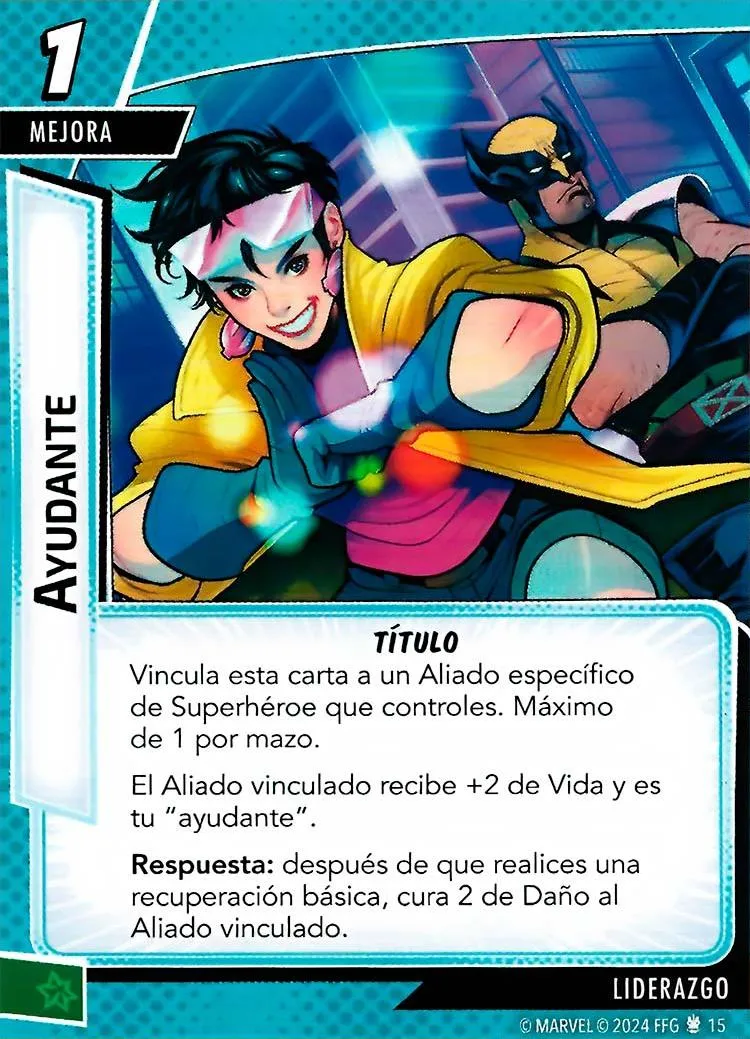 1
MEJORA
AYUDANTE
TÍTULO
Vincula esta carta a un Aliado específico
de Superhéroe que controles. Máximo
de 1 por mazo.
El Aliado vinculado recibe +2 de Vida y es
tu “ayudante”.
Respuesta: después de que realices una
recuperación básica, cura 2 de Daño al
Aliado vinculado.
LIDERAZGO
© MARVEL © 2024 FFG 15